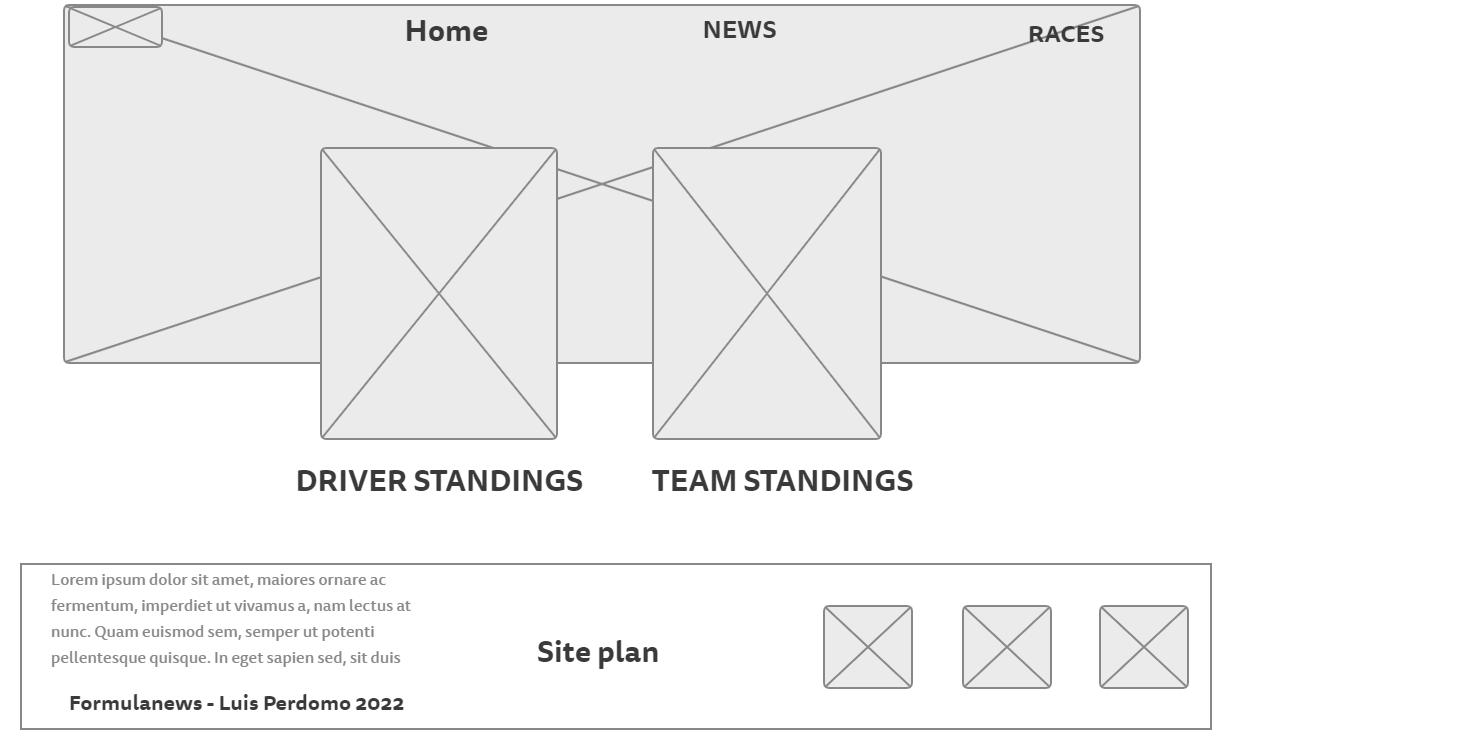 Home
NEWS
RACES
DRIVER STANDINGS
TEAM STANDINGS
Lorem ipsum dolor sit amet, maiores ornare ac
fermentum, imperdiet ut vivamus a, nam lectus at
nunc. Quam euismod sem, semper ut potenti
pellentesque quisque. In eget sapien sed, sit duis
Site plan
Formulanews - Luis Perdomo 2022